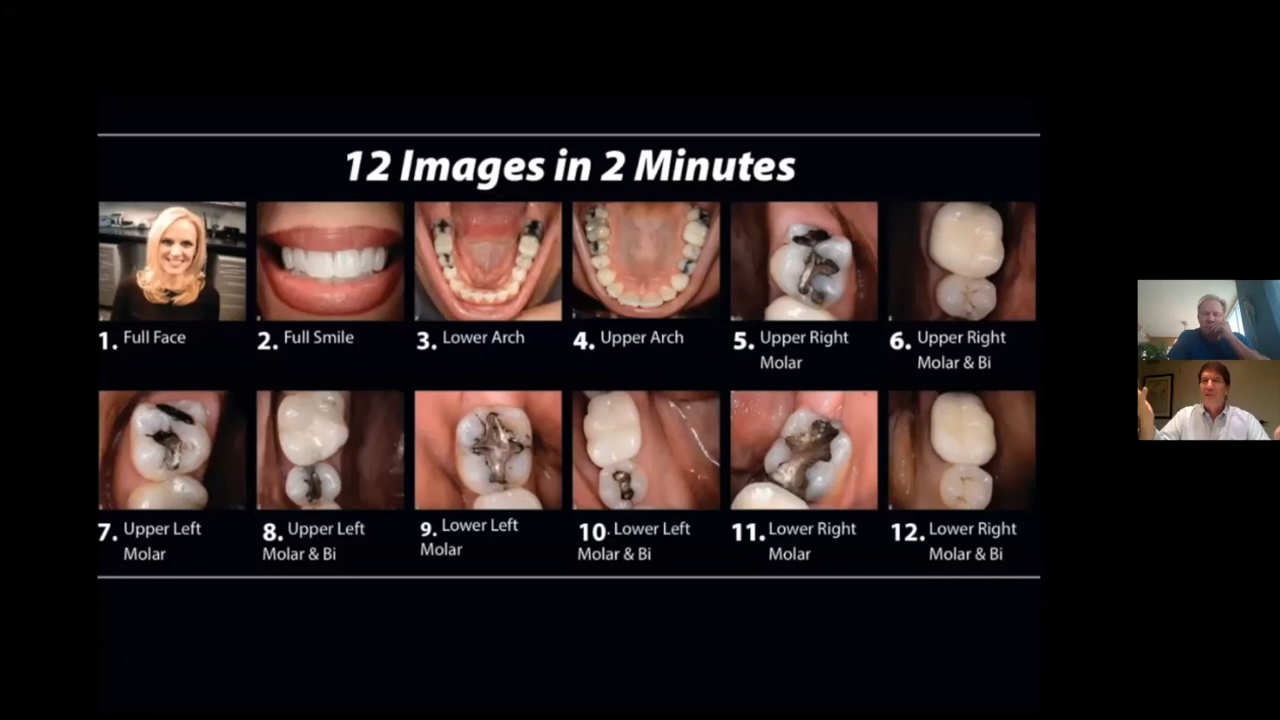 12 Images in 2 Minutes
1. Full Face
2. Full Smile
3. Lower Arch
4. Upper Arch
5. Upper Right
Molar
6. Upper Right
Molar & Bi
7. Upper Left
Molar
8. Upper Left
Molar & Bi
9. Lower Left
Molar
10. Lower Left
Molar & Bi
11. Lower Right
Molar
12. Lower Right
Molar & Bi